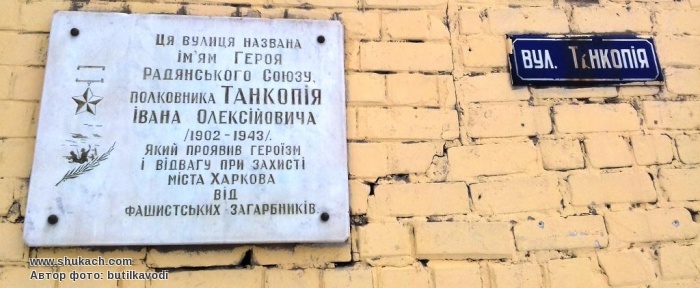 Ця вулиця названа
ім'ям Героя
Радянського Союзу,
полковника Танкопія
Івана Олексійовича
/1902-1943/.
Який проявив героїзм
і відвагу при захисті
міста Харкова
від
фашистських загарбників.
вул. Танкопія
www.shukach.com
Автор фото: butilkavodi